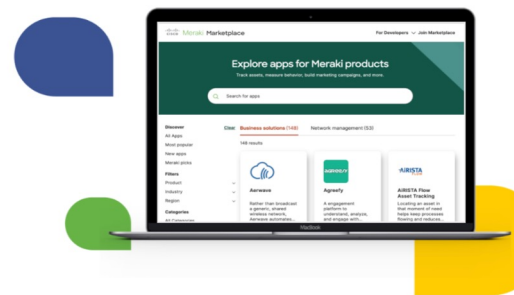 CISCO Meraki Marketplace
For Developers Join Marketplace
Explore apps for Meraki products
Track assets, measure behavior, build marketing campaigns, and more.
Search for apps
Discover
All Apps
Most popular
New apps
Meraki picks
Filters
Product
Industry
Region
Categories
All Categories
Clear Business solutions (148) Network management (53)
148 results
Aerwave
Rather than broadcast
a generic, shared
wireless network,
Aerwave automates...
AGREEFY
Agreefy
A engagement
platform to
understand, analyze,
and engage with...
AIRISTA
AiRISTA Flow
Asset Tracking
Locating an asset in
that moment of need
helps keep processes
flowing and reduces...
MacBook